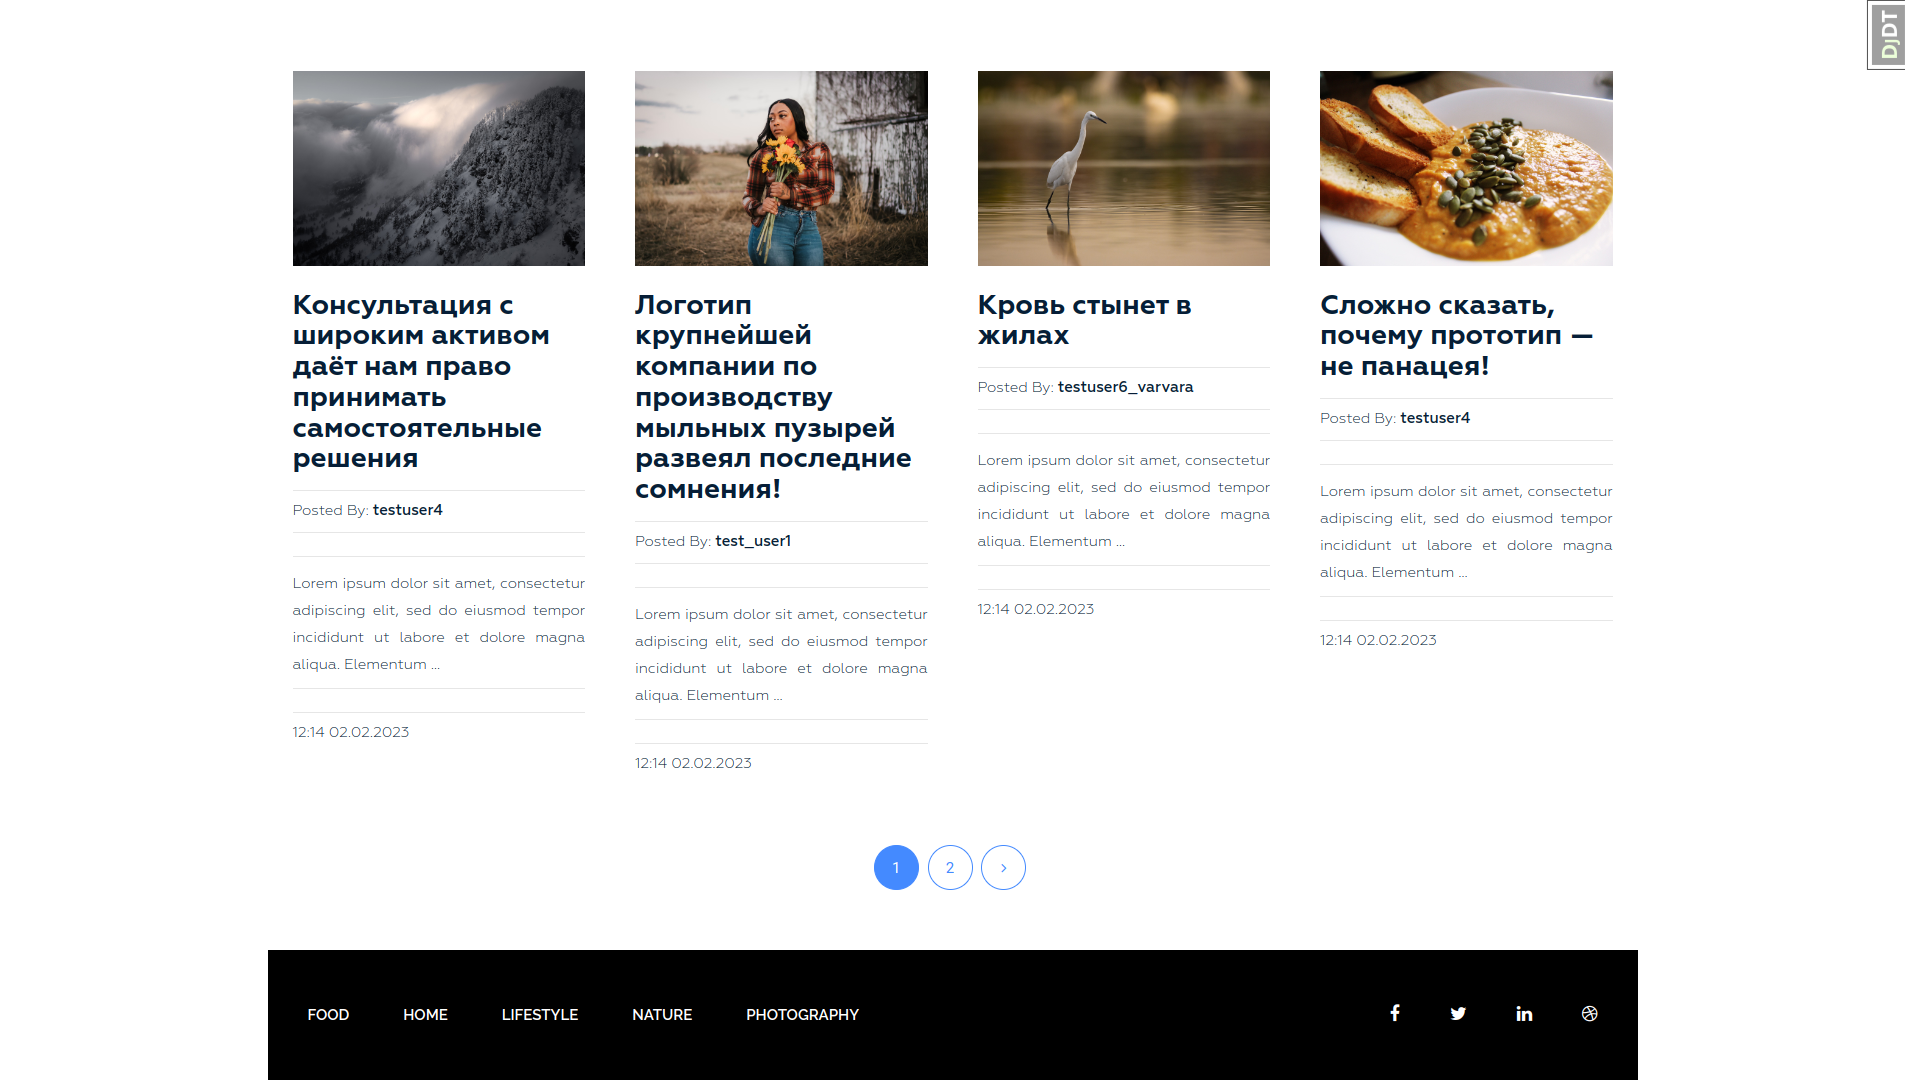 DJDT
Консультация с
широким активом
даёт нам право
принимать
самостоятельные
решения
Posted By: testuser4
Lorem ipsum dolor sit amet, consectetur
adipiscing elit, sed do eiusmod tempor
incididunt ut labore et dolore magna
aliqua. Elementum ...
12:14 02.02.2023
Логотип
крупнейшей
компании по
производству
мыльных пузырей
развеял последние
сомнения!
Posted By: test_user1
Lorem ipsum dolor sit amet, consectetur
adipiscing elit, sed do eiusmod tempor
incididunt ut labore et dolore magna
aliqua. Elementum ...
12:14 02.02.2023
Кровь стынет в
жилах
Posted By: testuser6_varvara
Lorem ipsum dolor sit amet, consectetur
adipiscing elit, sed do eiusmod tempor
incididunt ut labore et dolore magna
aliqua. Elementum ...
12:14 02.02.2023
Сложно сказать,
почему прототип —
не панацея!
Posted By: testuser4
Lorem ipsum dolor sit amet, consectetur
adipiscing elit, sed do eiusmod tempor
incididunt ut labore et dolore magna
aliqua. Elementum ...
12:14 02.02.2023
1 2 >
FOOD HOME LIFESTYLE NATURE PHOTOGRAPHY